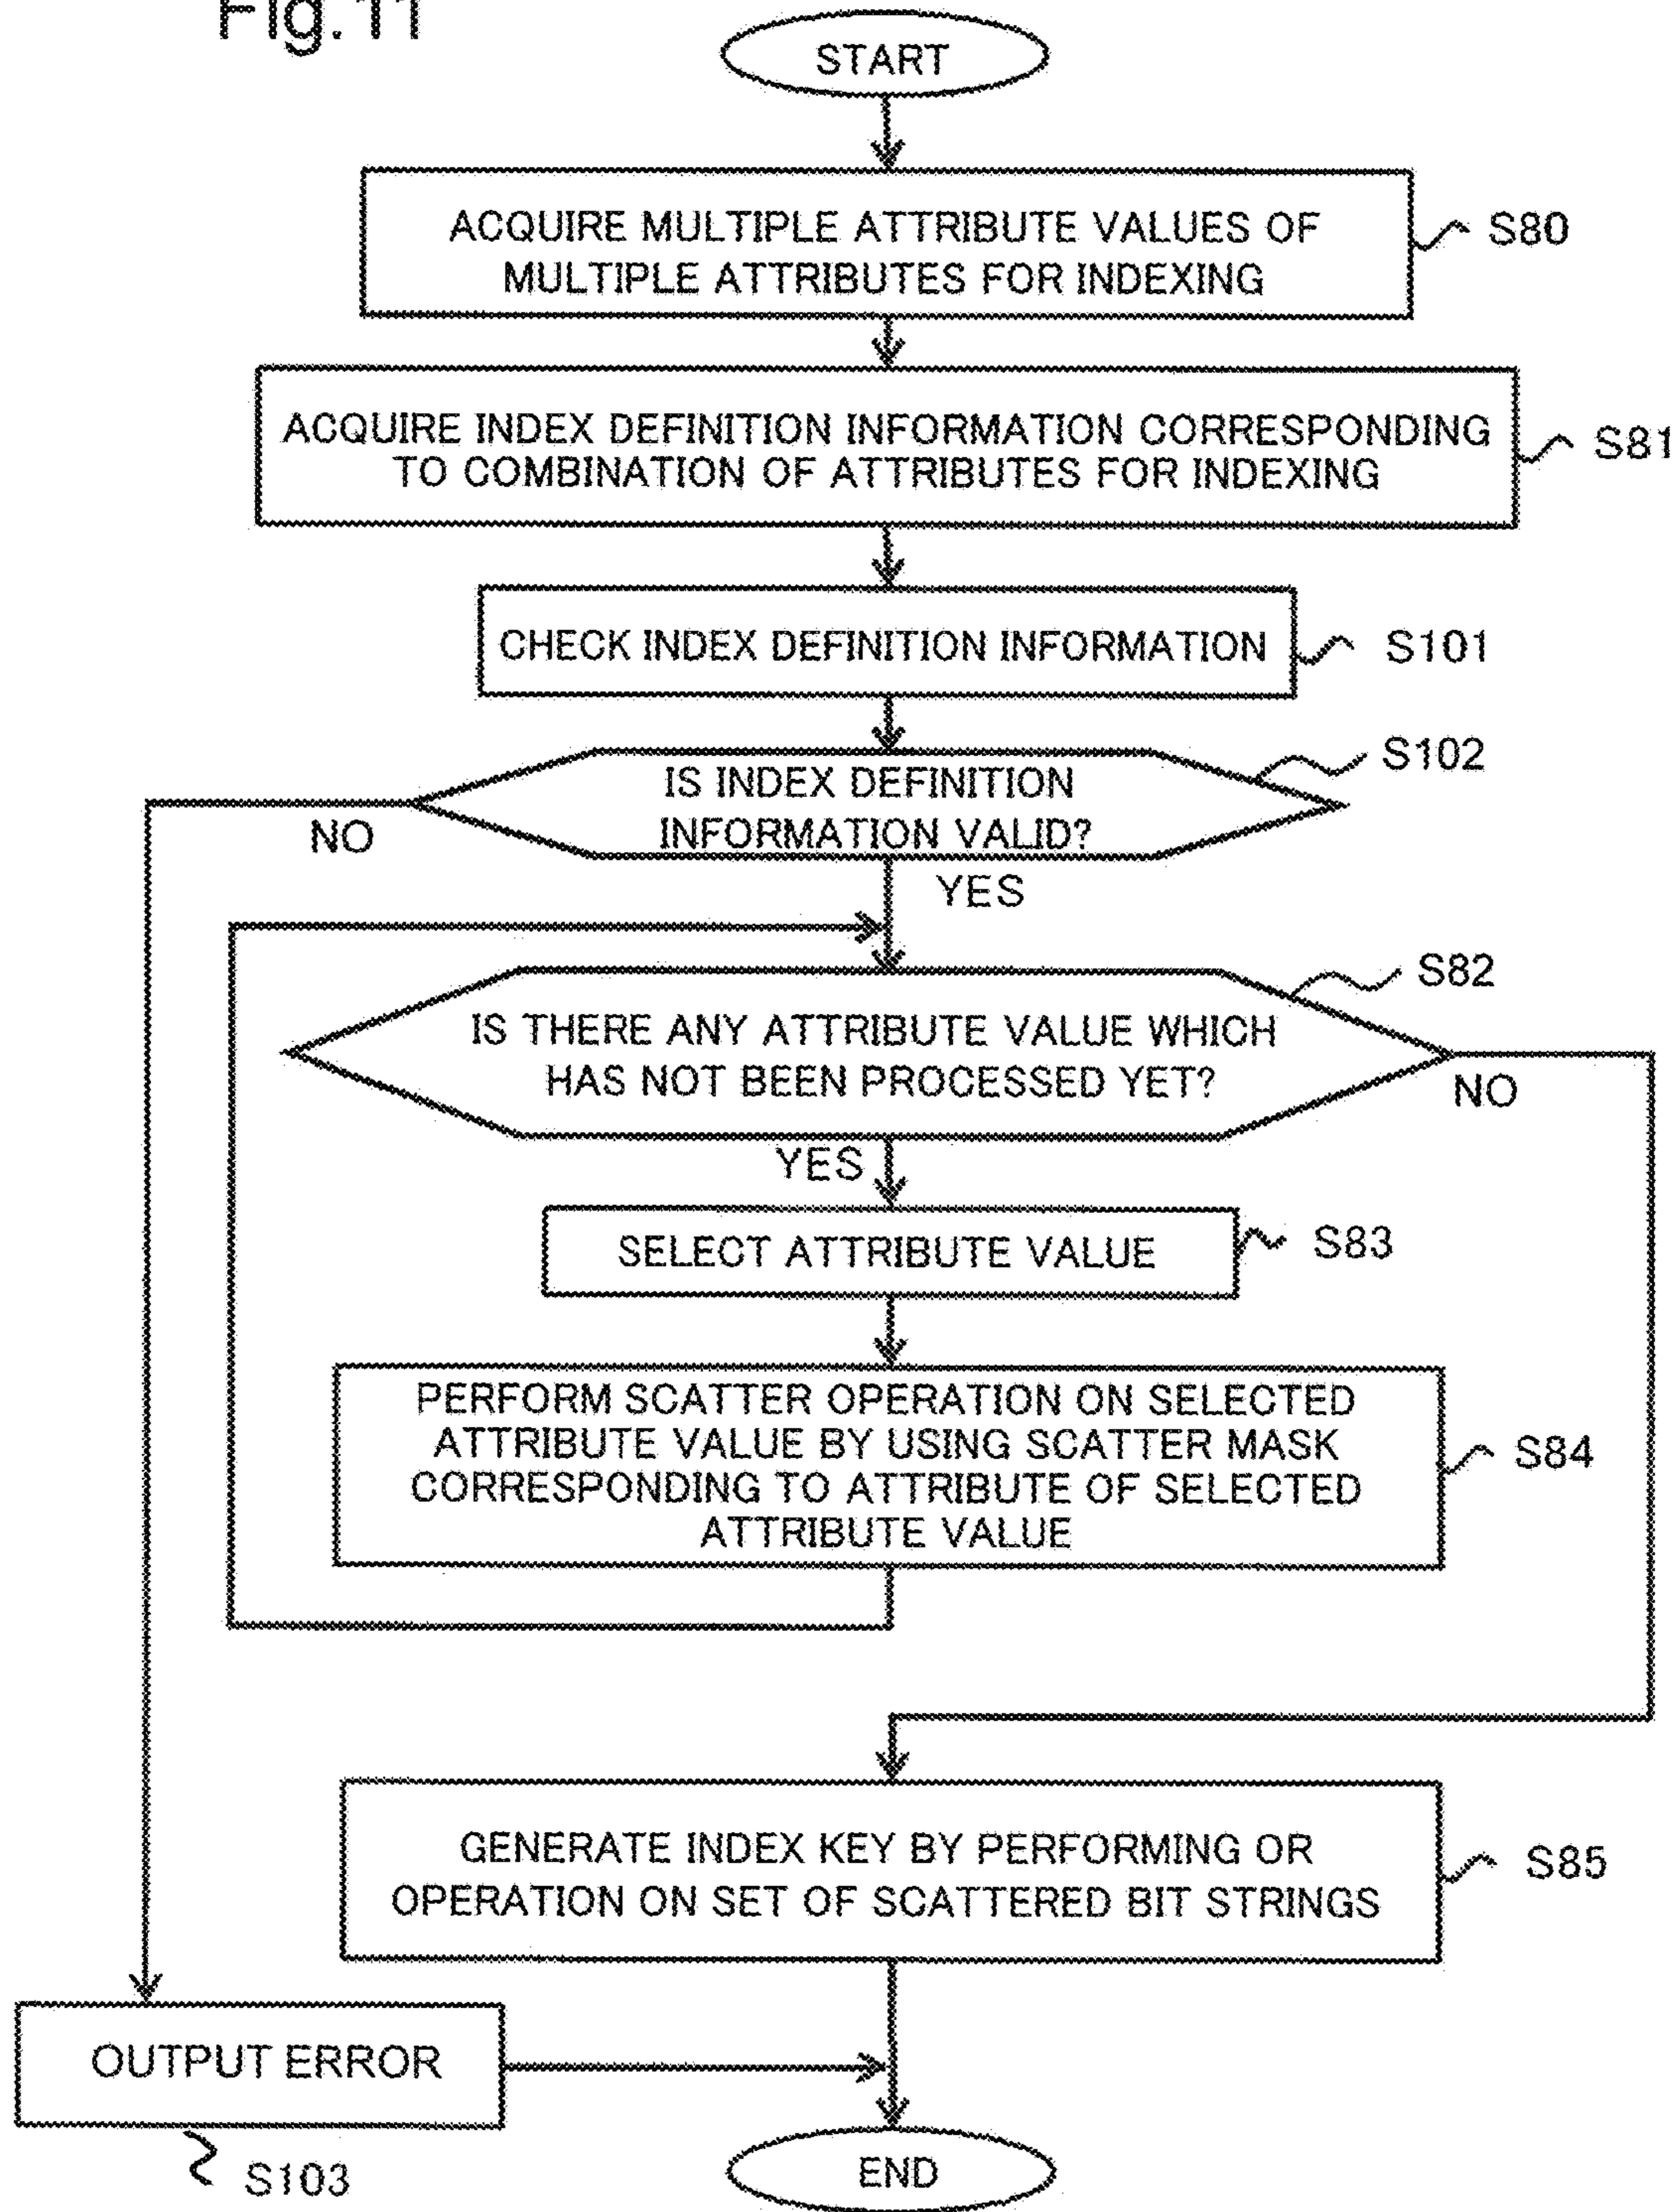 Fig.11
START
ACQUIRE MULTIPLE ATTRIBUTE VALUES OF
MULTIPLE ATTRIBUTES FOR INDEXING
S80
ACQUIRE INDEX DEFINITION INFORMATION CORRESPONDING
TO COMBINATION OF ATTRIBUTES FOR INDEXING
S81
CHECK INDEX DEFINITION INFORMATION
S101
S102
IS INDEX DEFINITION
INFORMATION VALID?
NO
YES
S82
IS THERE ANY ATTRIBUTE VALUE WHICH
HAS NOT BEEN PROCESSED YET?
NO
YES
SELECT ATTRIBUTE VALUE
S83
PERFORM SCATTER OPERATION ON SELECTED
ATTRIBUTE VALUE BY USING SCATTER MASK
CORRESPONDING TO ATTRIBUTE OF SELECTED
ATTRIBUTE VALUE
S84
GENERATE INDEX KEY BY PERFORMING OR
OPERATION ON SET OF SCATTERED BIT STRINGS
S85
OUTPUT ERROR
S103
END